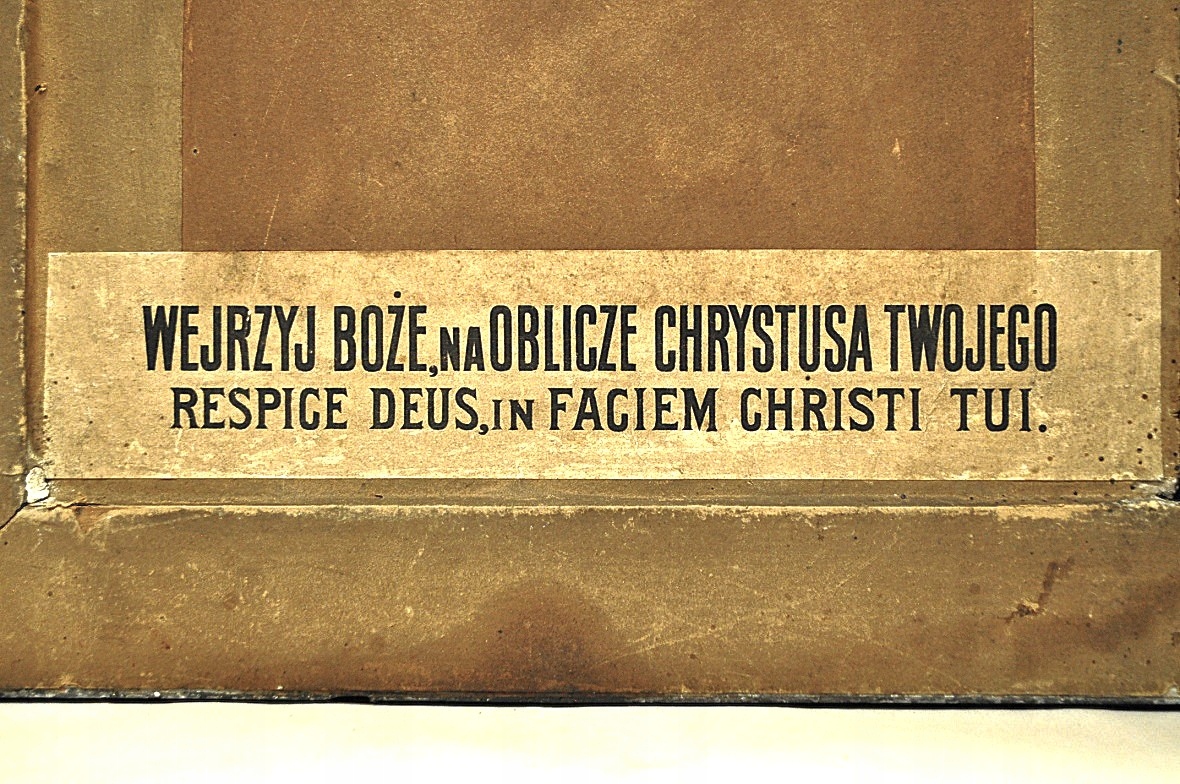 WEJRZYJ BOŻE, NA OBLICZE CHRYSTUSA TWOJEGO
RESPICE DEUS, IN FACIEM CHRISTI TUI.